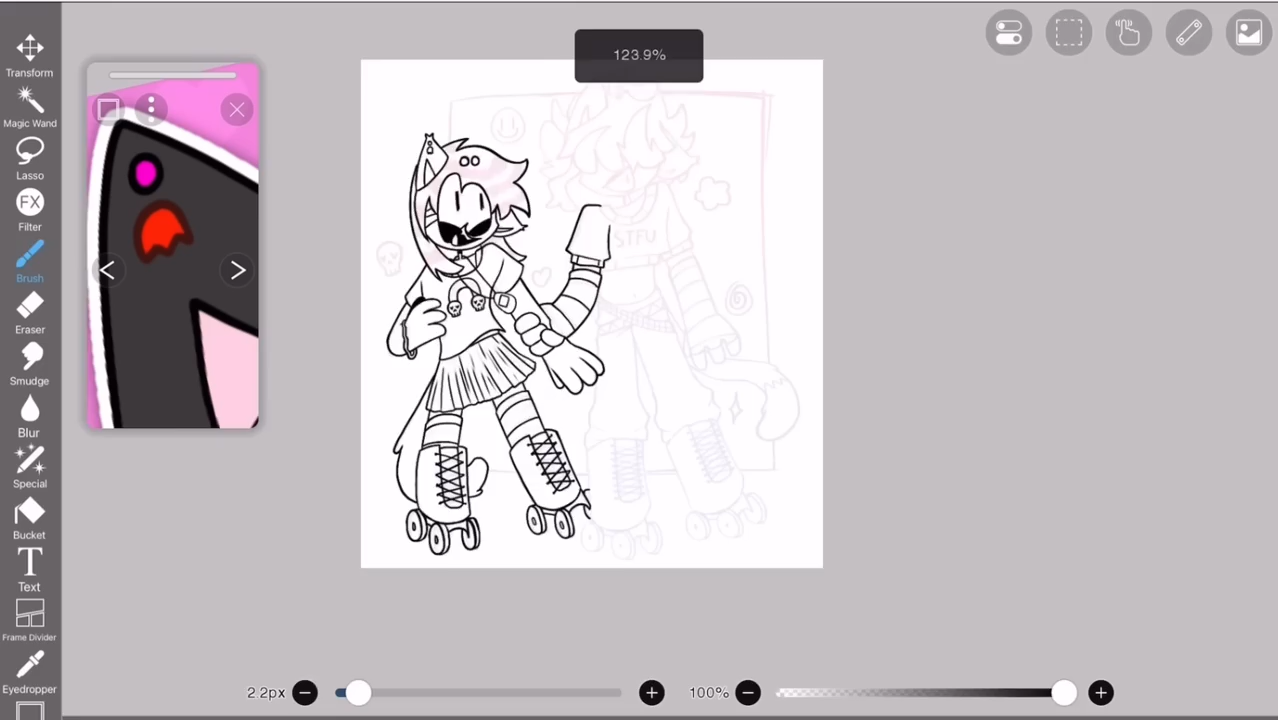 123.9%
Transform
Magic Wand
Lasso
FX
Filter
Brush
Eraser
Smudge
Blur
Special
Bucket
T
Text
Frame Divider
Eyedropper
STFU
2.2px
100%